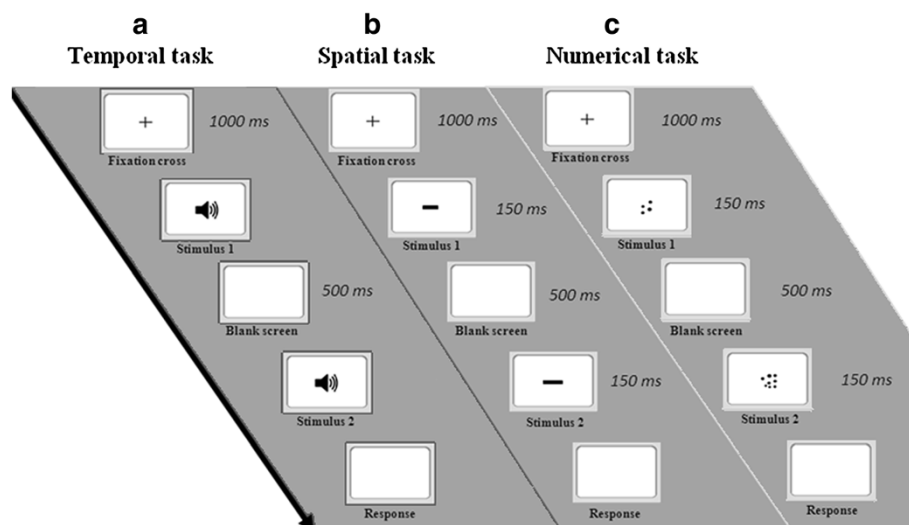 a b c
Temporal task Spatial task Numerical task
1000 ms 1000 ms 1000 ms
Fixation cross Fixation cross Fixation cross
150 ms 150 ms
Stimulus 1 Stimulus 1 Stimulus 1
500 ms 500 ms 500 ms
Blank screen Blank screen Blank screen
150 ms 150 ms
Stimulus 2 Stimulus 2 Stimulus 2
Response Response Response